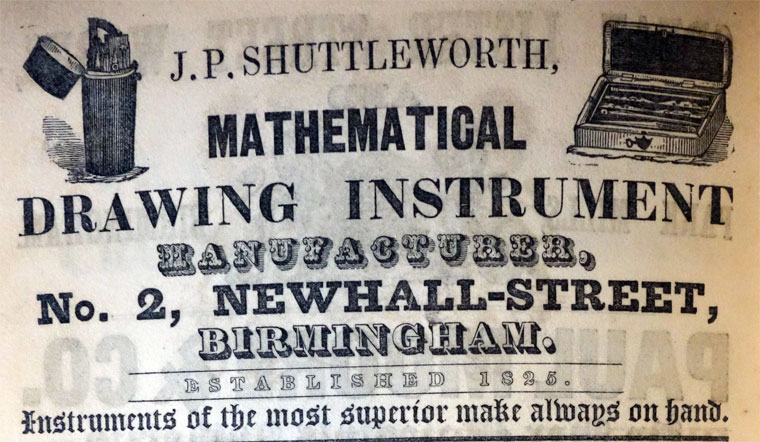 J. P. SHUTTLEWORTH,
MATHEMATICAL
DRAWING INSTRUMENT
MANUFACTURER,
No. 2, NEWHALL-STREET,
BIRMINGHAM.
ESTABLISHED 1825.
Instruments of the most superior make always on hand.